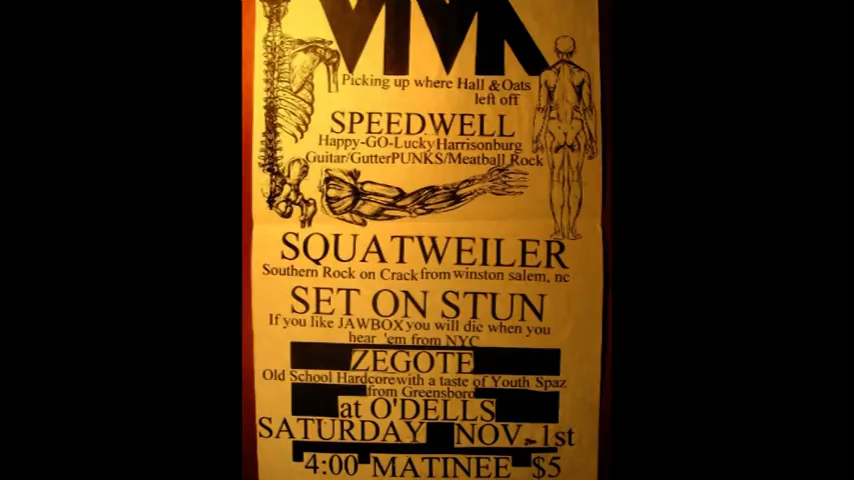 VIVA
Picking up where Hall & Oats
left off
SPEEDWELL
Happy-GO-Lucky Harrisonburg
Guitar/GutterPUNKS/Meatball Rock
SQUATWEILER
Southern Rock on Crack from winston salem, nc
SET ON STUN
If you like JAWBOX you will die when you
hear 'em from NYC
ZEGOTE
Old School Hardcore with a taste of Youth Spaz
from Greensboro
at O'DELLS
SATURDAY NOV. 1st
4:00 MATINEE $5